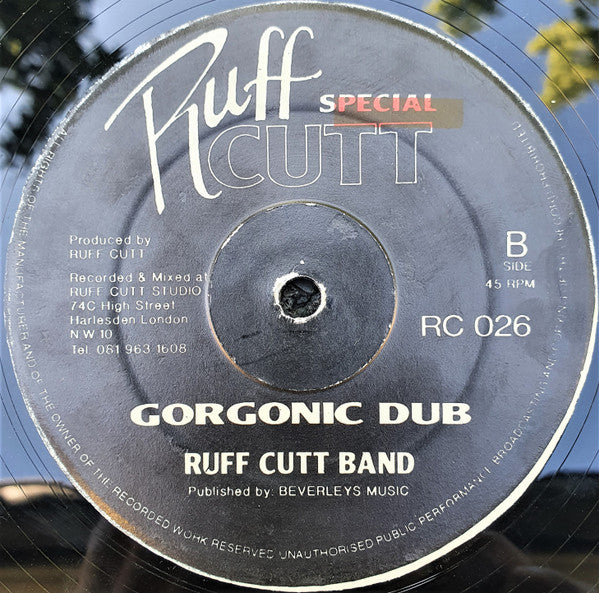 Ruff
SPECIAL
CUTT
Produced by
RUFF CUTT
Recorded & Mixed at
RUFF CUTT STUDIO
74C High Street
Harlesden London
N.W.10
Tel: 081 963 1608
B
SIDE
45 RPM
RC 026
GORGONIC DUB
RUFF CUTT BAND
Published by: BEVERLEYS MUSIC
ALL RIGHTS OF THE MANUFACTURER AND OF THE OWNER OF THE RECORDED WORK RESERVED UNAUTHORISED PUBLIC PERFORMANCE BROADCASTING AND